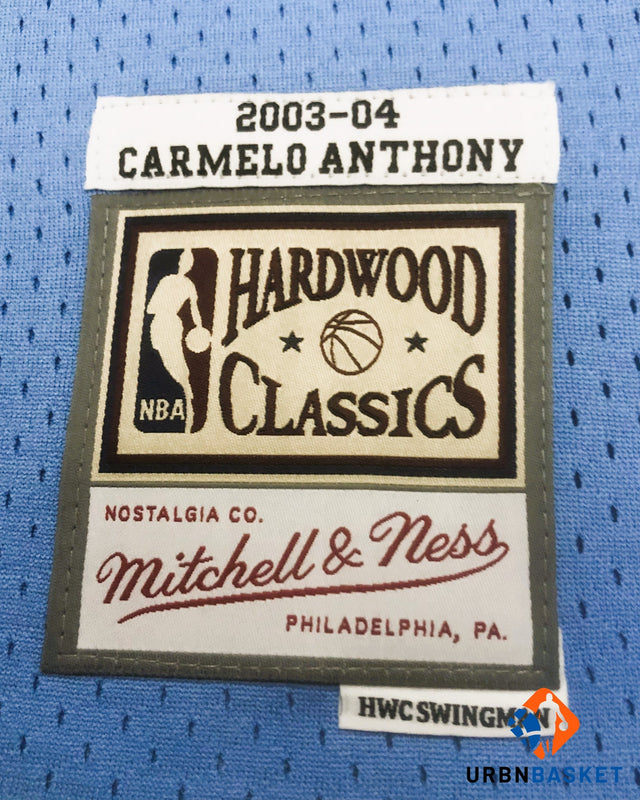 2003-04
CARMELO ANTHONY
HARDWOOD
NBA
CLASSICS
NOSTALGIA CO.
Mitchell & Ness
PHILADELPHIA, PA.
HWC SWINGMAN
URBNBASKET